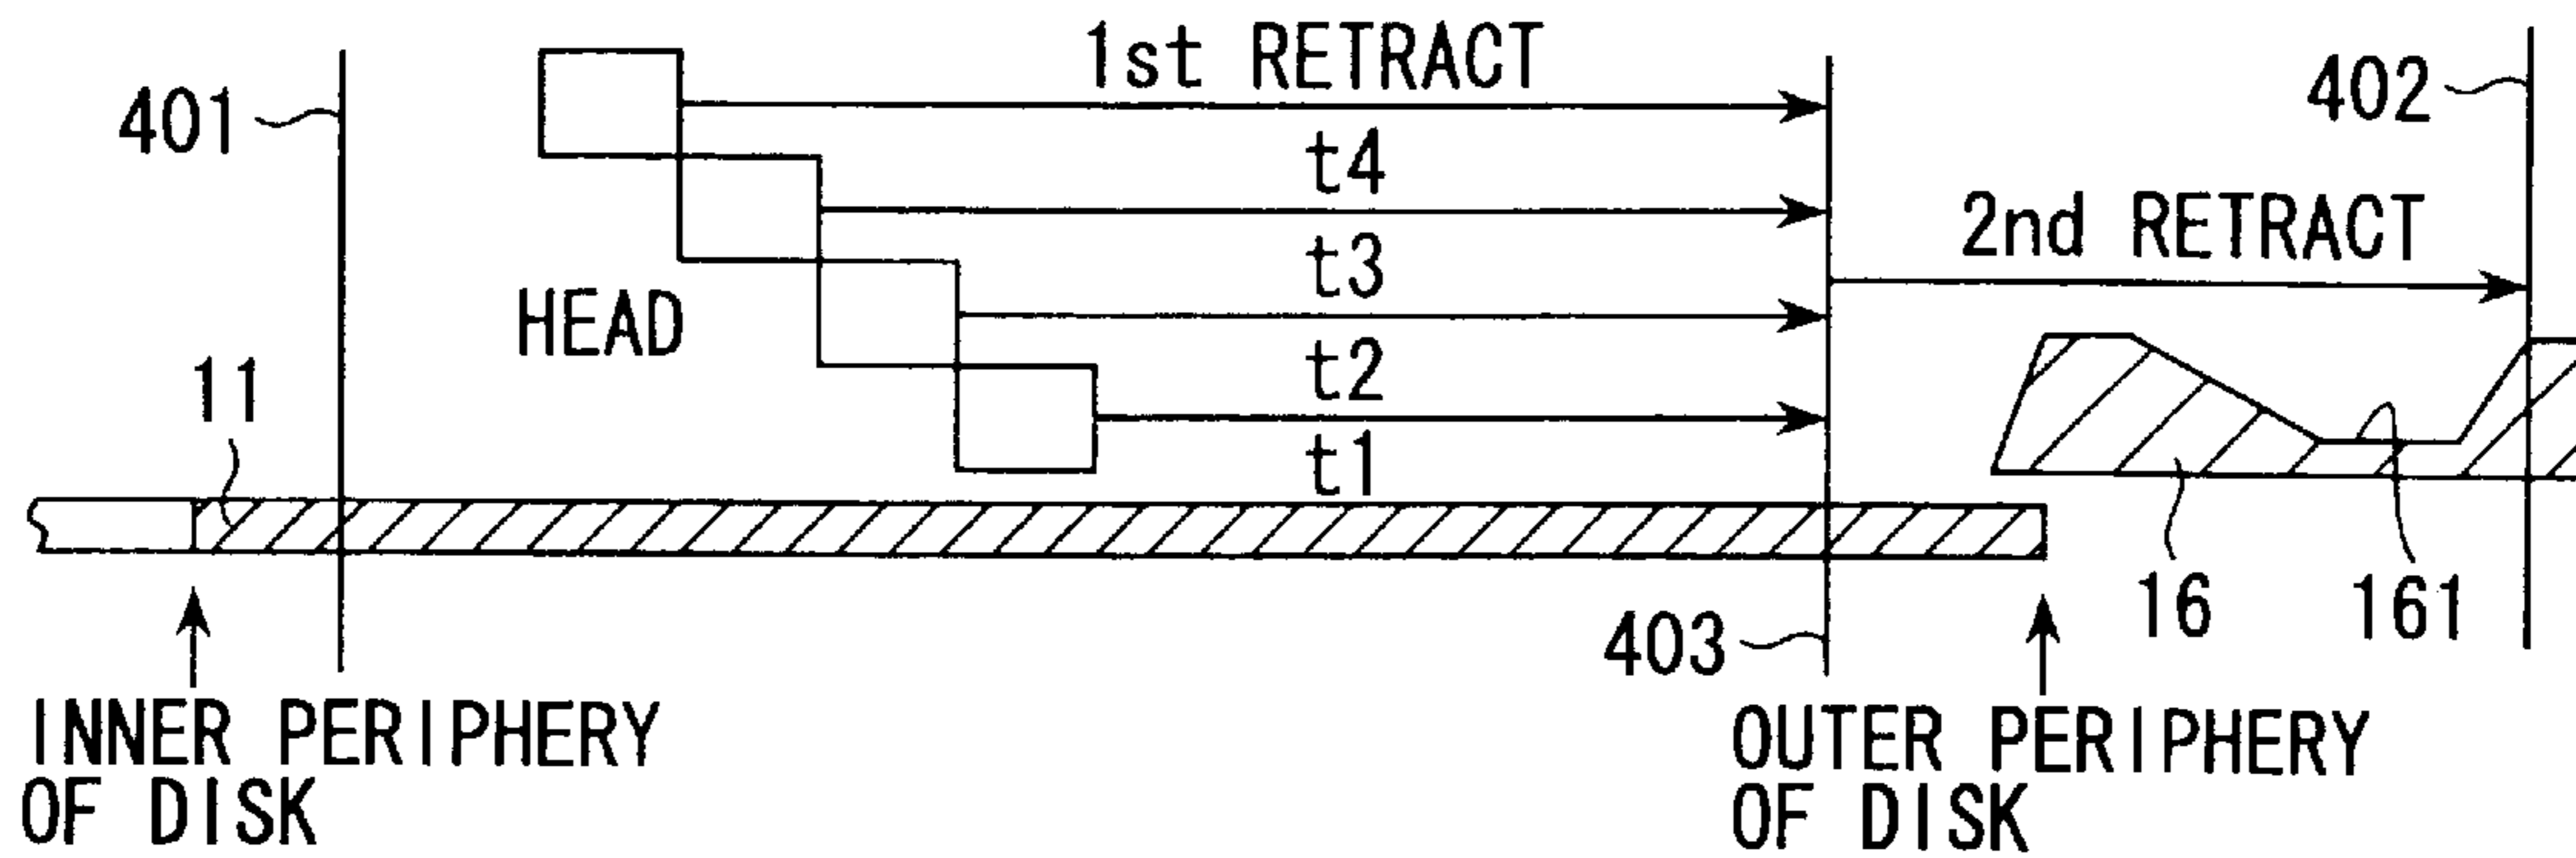 1st RETRACT
401
402
t4
2nd RETRACT
t3
HEAD
t2
11
t1
403
16
161
INNER PERIPHERY
OF DISK
OUTER PERIPHERY
OF DISK